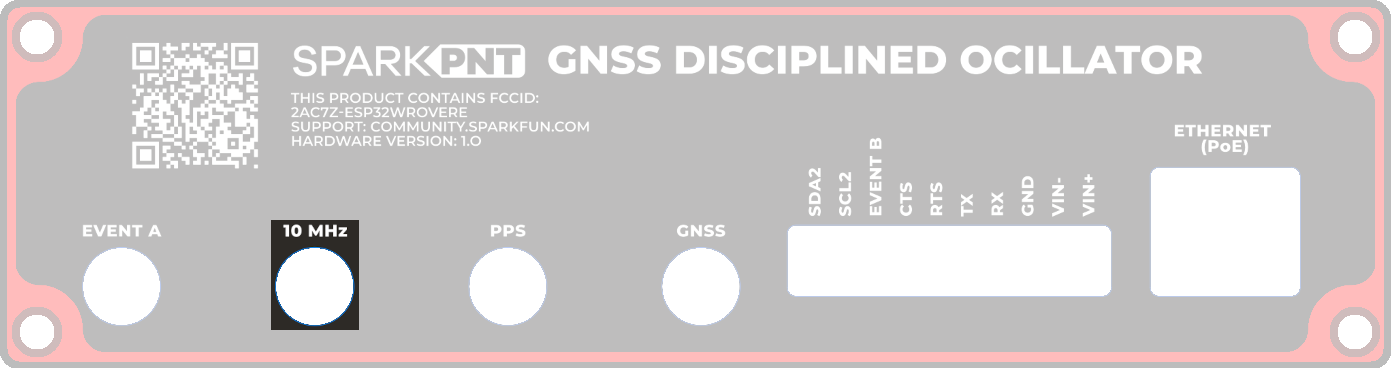 SPARKPNT GNSS DISCIPLINED OCILLATOR
THIS PRODUCT CONTAINS FCCID:
2AC7Z-ESP32WROVERE
SUPPORT: COMMUNITY.SPARKFUN.COM
HARDWARE VERSION: 1.0
ETHERNET
(PoE)
SDA2
SCL2
EVENT B
CTS
RTS
TX
RX
GND
VIN-
VIN+
EVENT A
10 MHz
PPS
GNSS